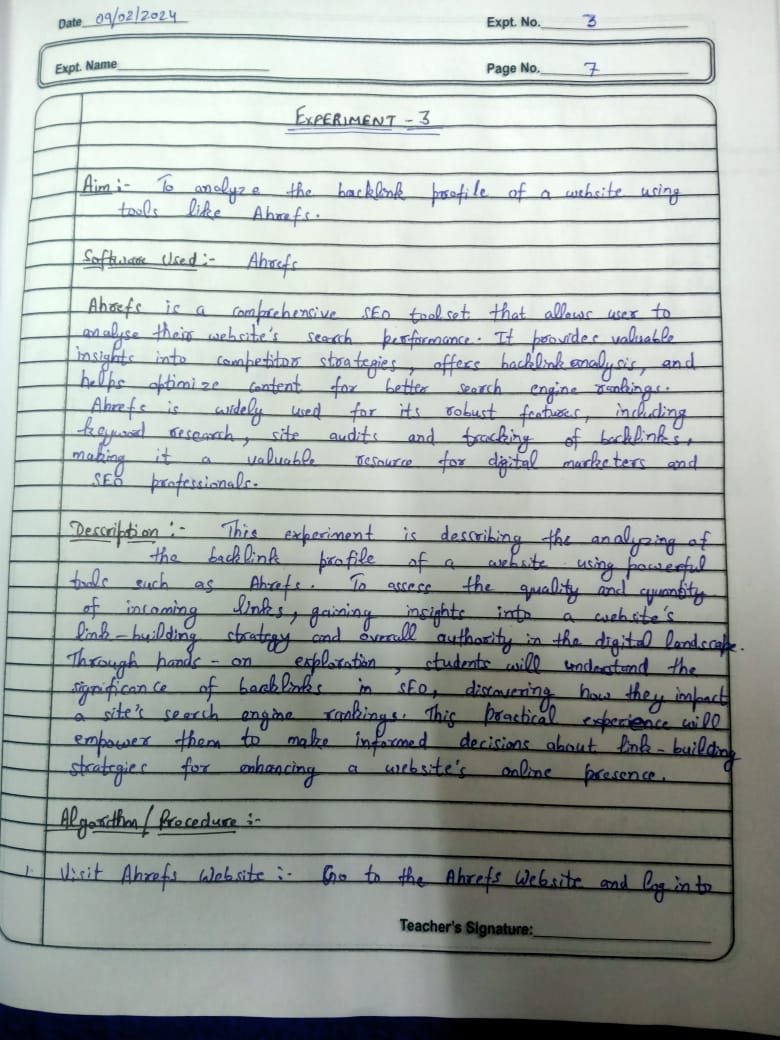 Date 09/02/2024 Expt. No. 3
Expt. Name Page No. 7
EXPERIMENT - 3
Aim :- To analyze the backlink profile of a website using
tools like Ahrefs.
Software Used :- Ahrefs
Ahrefs is a comprehensive SEO toolset that allows user to
analyse their website's search performance. It provides valuable
insights into competitor strategies, offers backlink analysis, and
helps optimize content for better search engine rankings.
Ahrefs is widely used for its robust features, including
keyword research, site audits and tracking of backlinks,
making it a valuable resource for digital marketers and
SEO professionals.
Description :- This experiment is describing the analyzing of
the backlink profile of a website using powerful
tools such as Ahrefs. To assess the quality and quantity
of incoming links, gaining insights into a website's
link-building strategy and overall authority in the digital landscape.
Through hands-on exploration, students will understand the
significance of backlinks in SEO, discovering how they impact
a site's search engine rankings. This practical experience will
empower them to make informed decisions about link-building
strategies for enhancing a website's online presence.
Algorithm / Procedure :-
1. Visit Ahrefs Website :- Go to the Ahrefs Website and log in to
Teacher's Signature: